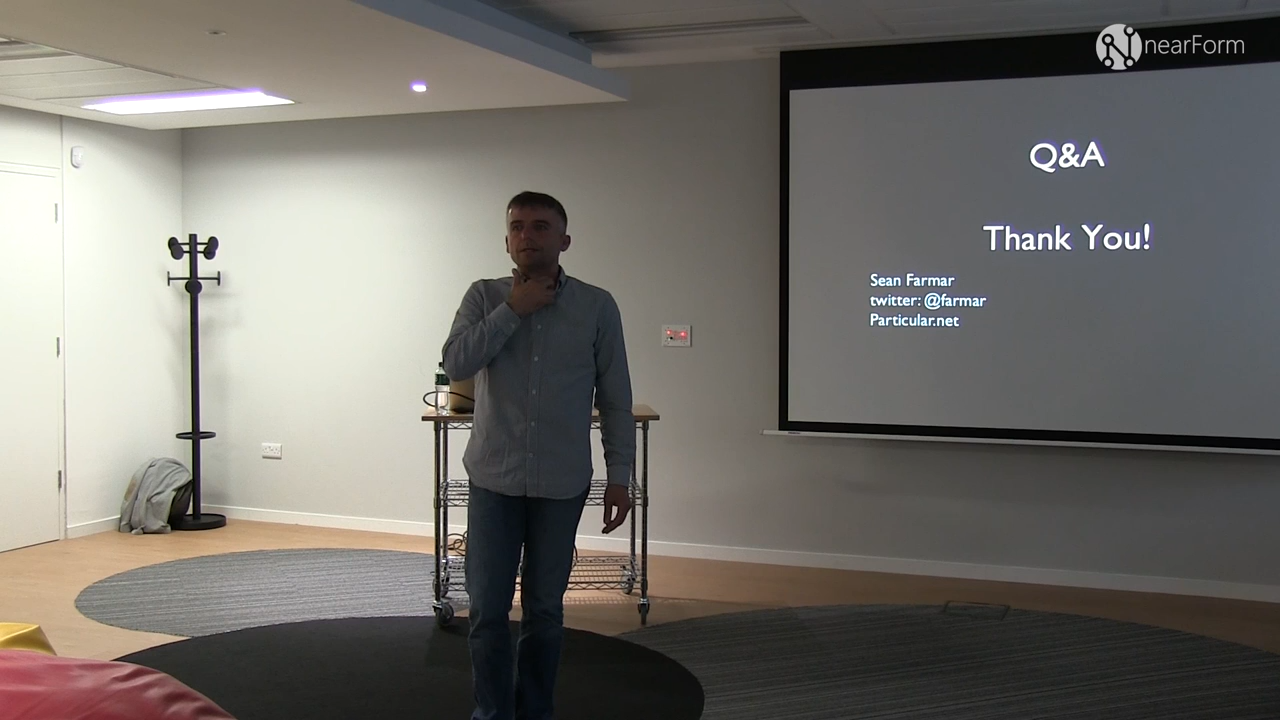 nearForm
Q&A
Thank You!
Sean Farmar
twitter: @farmar
Particular.net